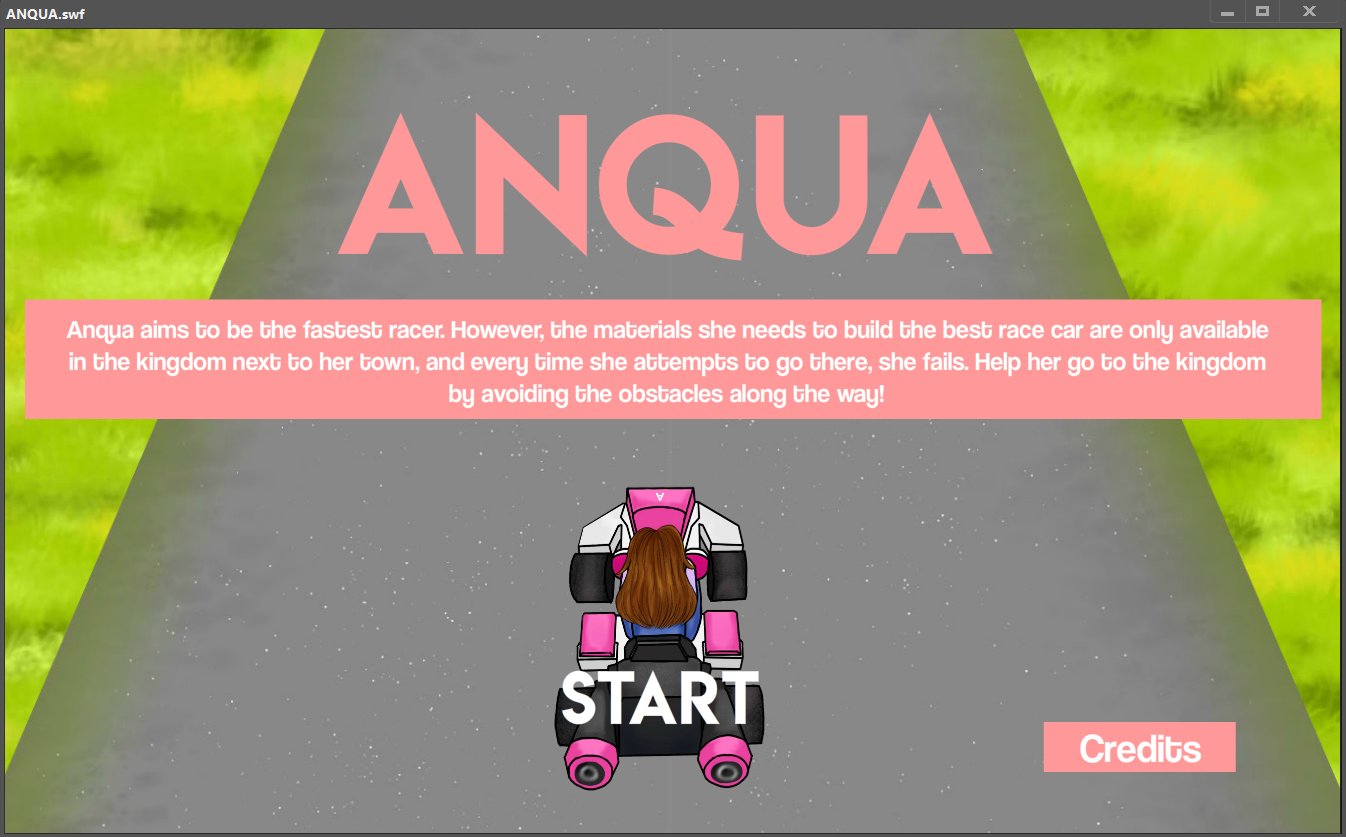 ANQUA.swf
ANQUA
Anqua aims to be the fastest racer. However, the materials she needs to build the best race car are only available
in the kingdom next to her town, and every time she attempts to go there, she fails. Help her go to the kingdom
by avoiding the obstacles along the way!
A
START
Credits